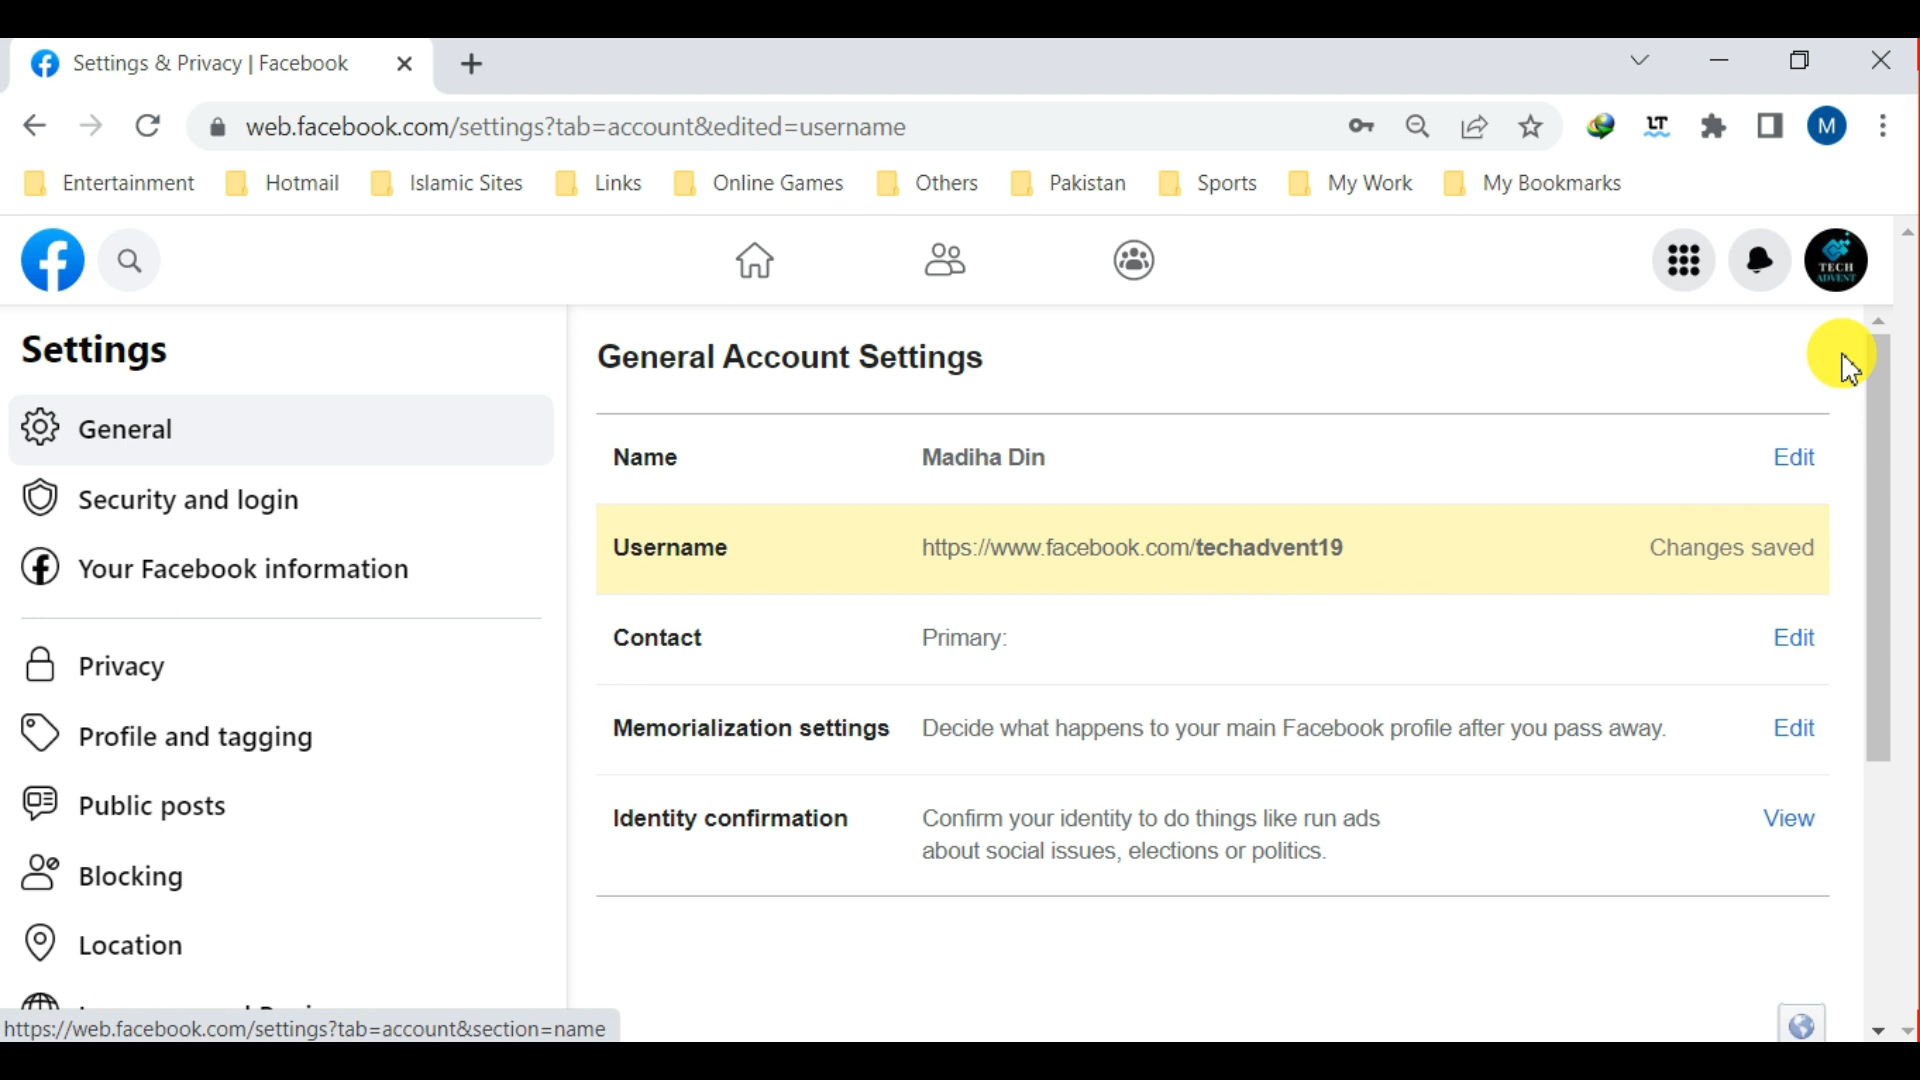 Settings & Privacy | Facebook
web.facebook.com/settings?tab=account&edited=username
LT
M
Entertainment Hotmail Islamic Sites Links Online Games Others Pakistan Sports My Work My Bookmarks
TECH
ADVENT
Settings
General
Security and login
Your Facebook information
Privacy
Profile and tagging
Public posts
Blocking
Location
General Account Settings
Name Madiha Din Edit
Username https://www.facebook.com/techadvent19 Changes saved
Contact Primary: Edit
Memorialization settings Decide what happens to your main Facebook profile after you pass away. Edit
Identity confirmation Confirm your identity to do things like run ads View
about social issues, elections or politics.
https://web.facebook.com/settings?tab=account&section=name